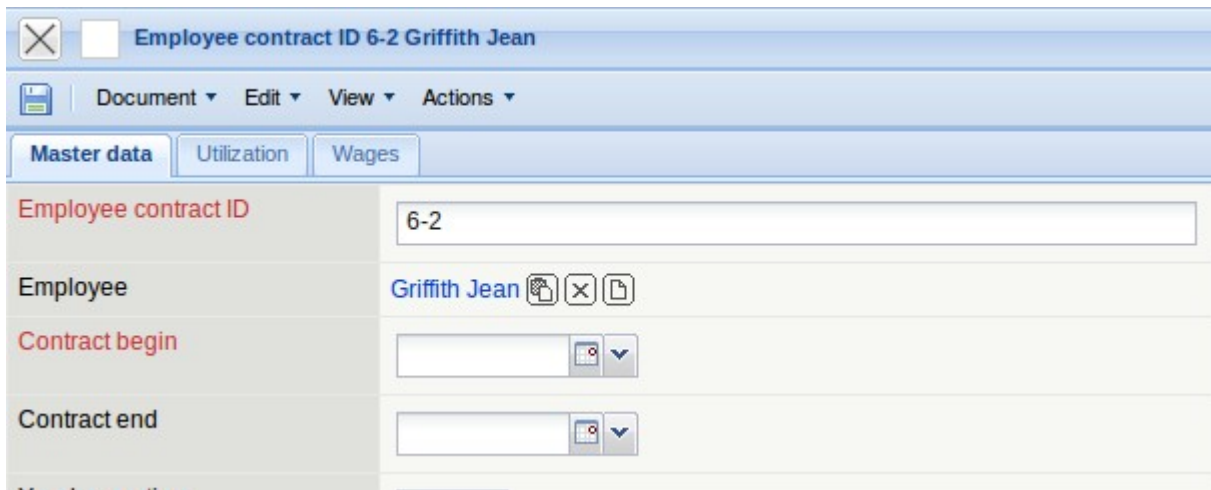 Employee contract ID 6-2 Griffith Jean
Document Edit View Actions
Master data Utilization Wages
Employee contract ID 6-2
Employee Griffith Jean
Contract begin
Contract end